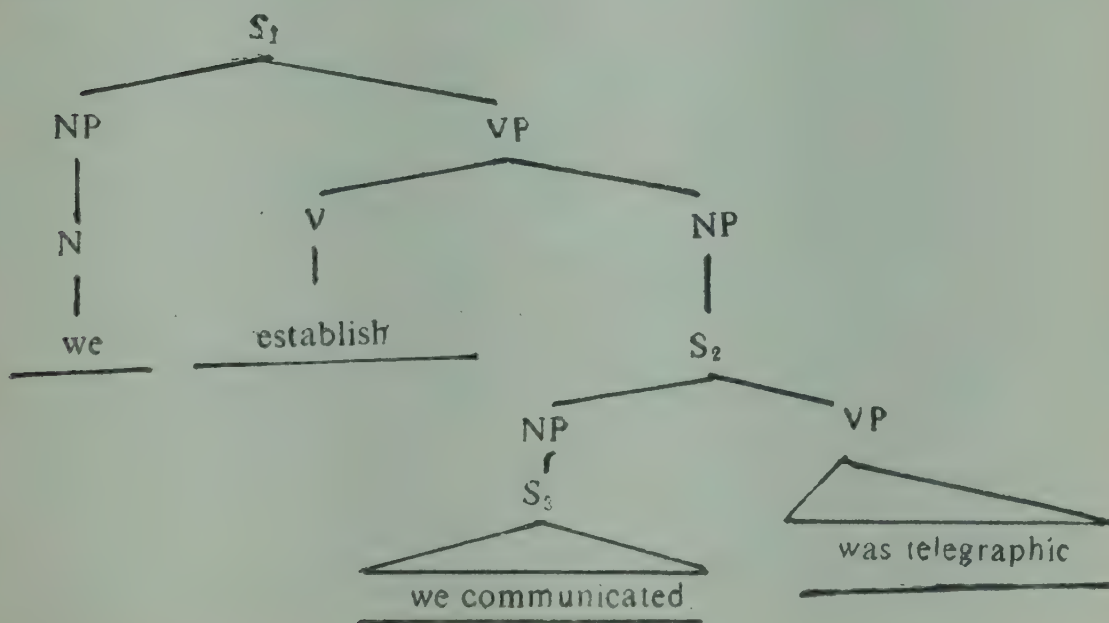 S₁
NP VP
N V NP
we establish S₂
NP VP
S₃
was telegraphic
we communicated